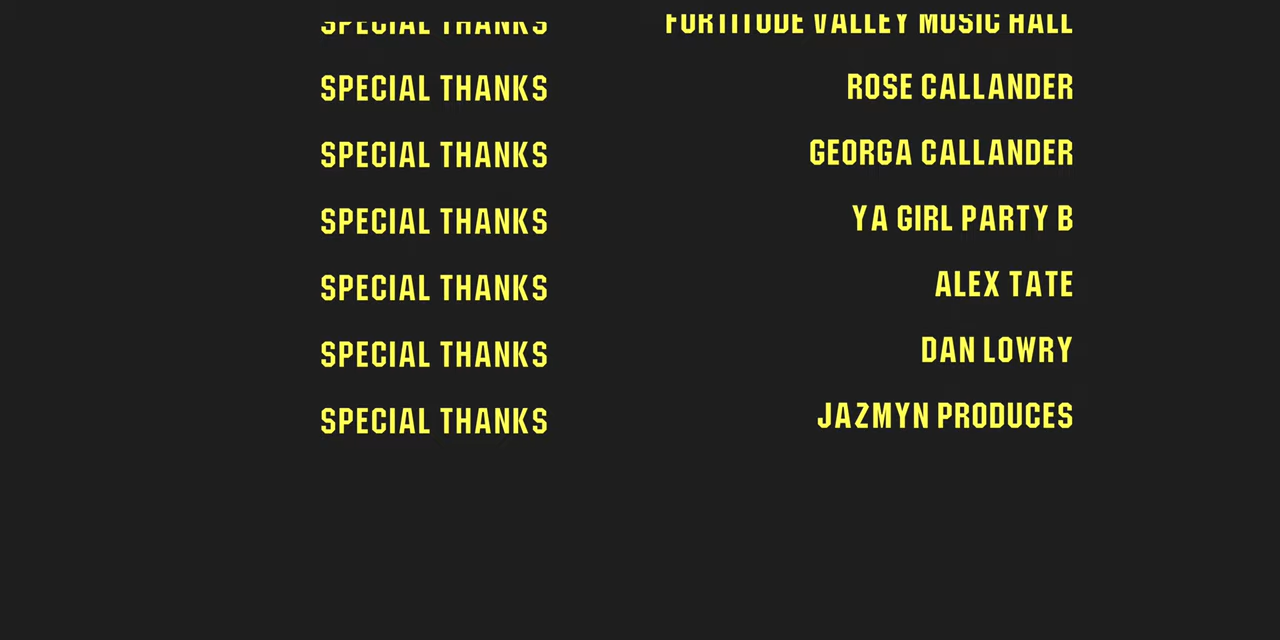 SPECIAL THANKS FORTITUDE VALLEY MUSIC HALL
SPECIAL THANKS ROSE CALLANDER
SPECIAL THANKS GEORGA CALLANDER
SPECIAL THANKS YA GIRL PARTY B
SPECIAL THANKS ALEX TATE
SPECIAL THANKS DAN LOWRY
SPECIAL THANKS JAZMYN PRODUCES